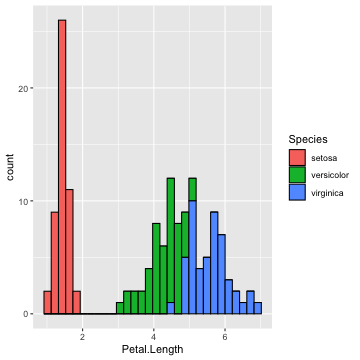 20
10
0
count
2
4
6
Petal.Length
Species
setosa
versicolor
virginica